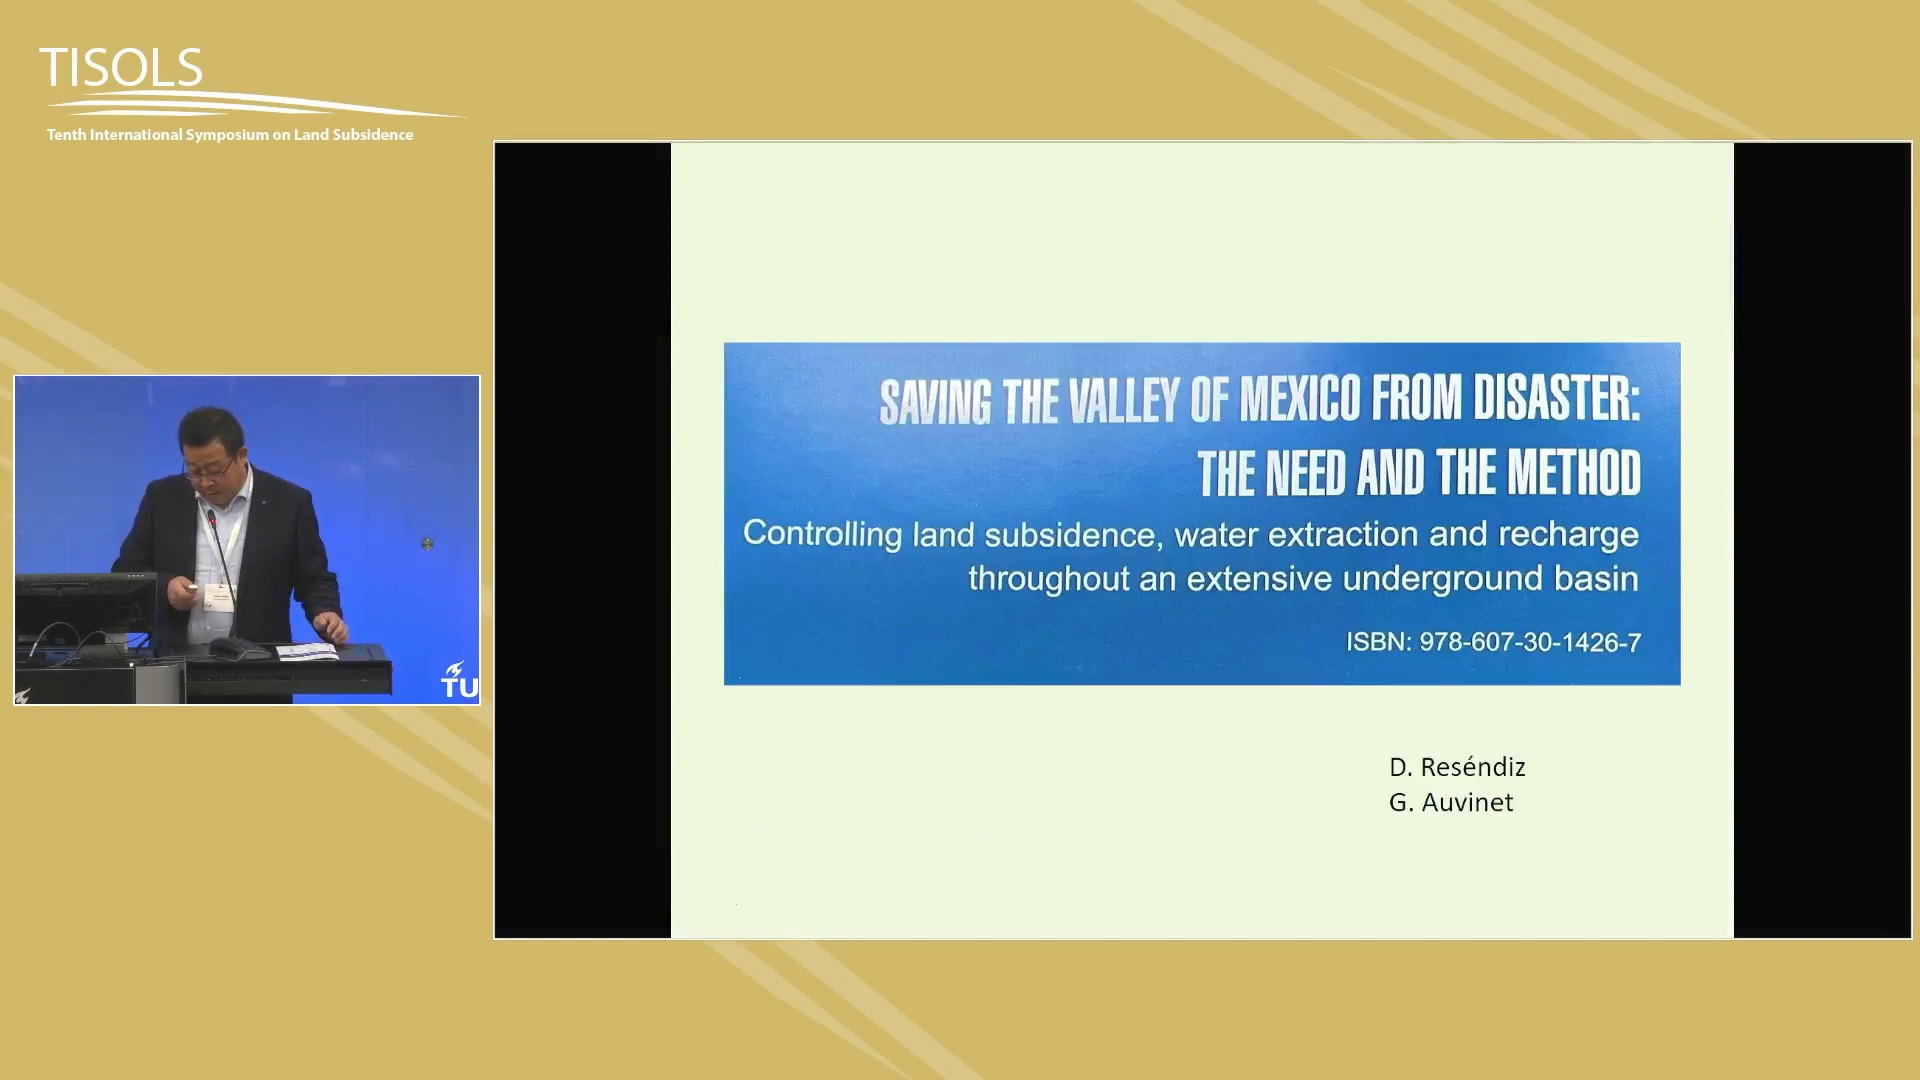 TISOLS
Tenth International Symposium on Land Subsidence
SAVING THE VALLEY OF MEXICO FROM DISASTER:
THE NEED AND THE METHOD
Controlling land subsidence, water extraction and recharge
throughout an extensive underground basin
ISBN: 978-607-30-1426-7
D. Reséndiz
G. Auvinet
TU